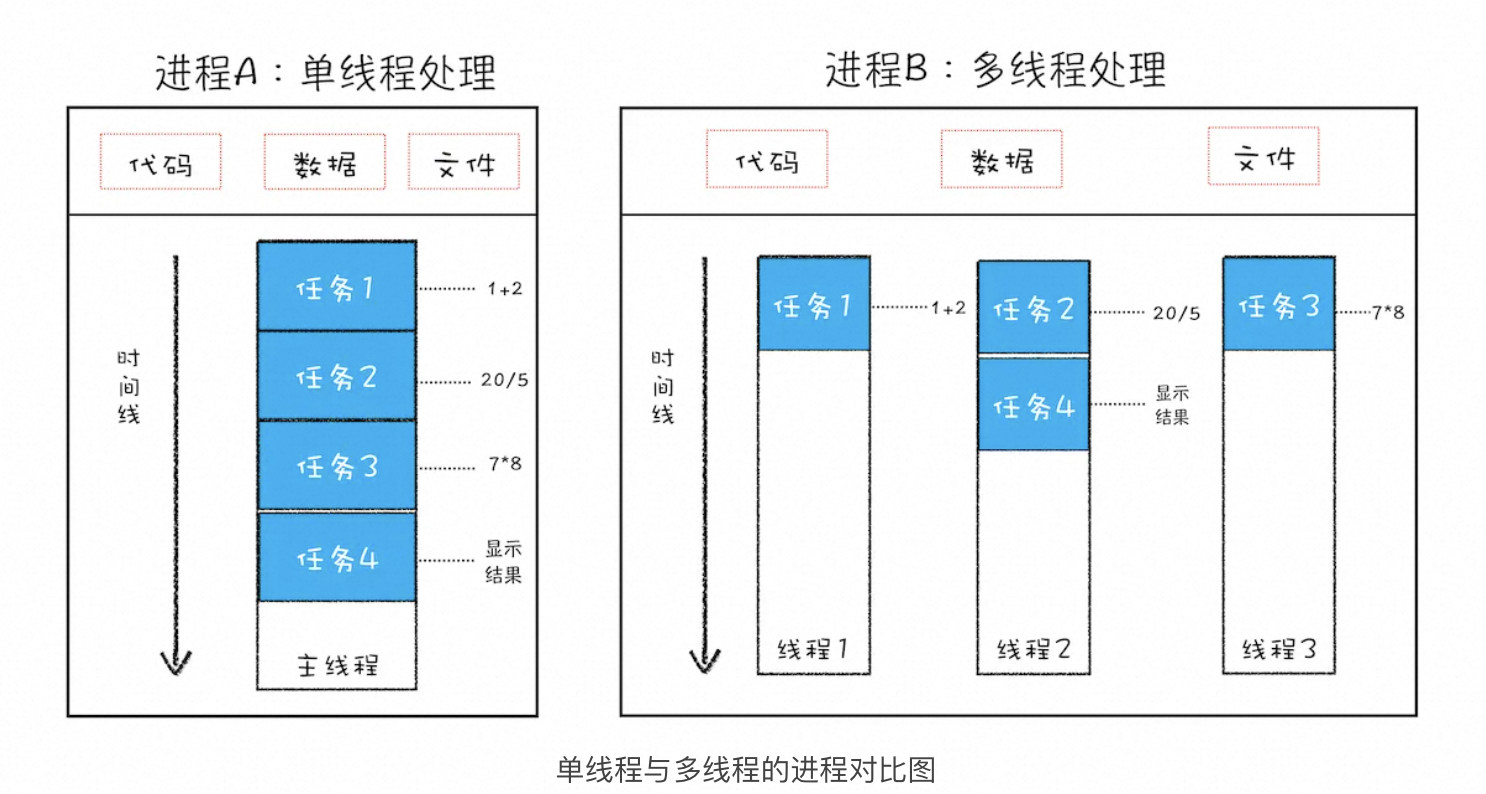 进程A：单线程处理
代码
数据
文件
时间线
任务1
1+2
任务2
20/5
任务3
7*8
任务4
显示
结果
主线程
进程B：多线程处理
代码
数据
文件
时间线
任务1
1+2
任务2
20/5
任务3
7*8
任务4
显示
结果
线程1
线程2
线程3
单线程与多线程的进程对比图